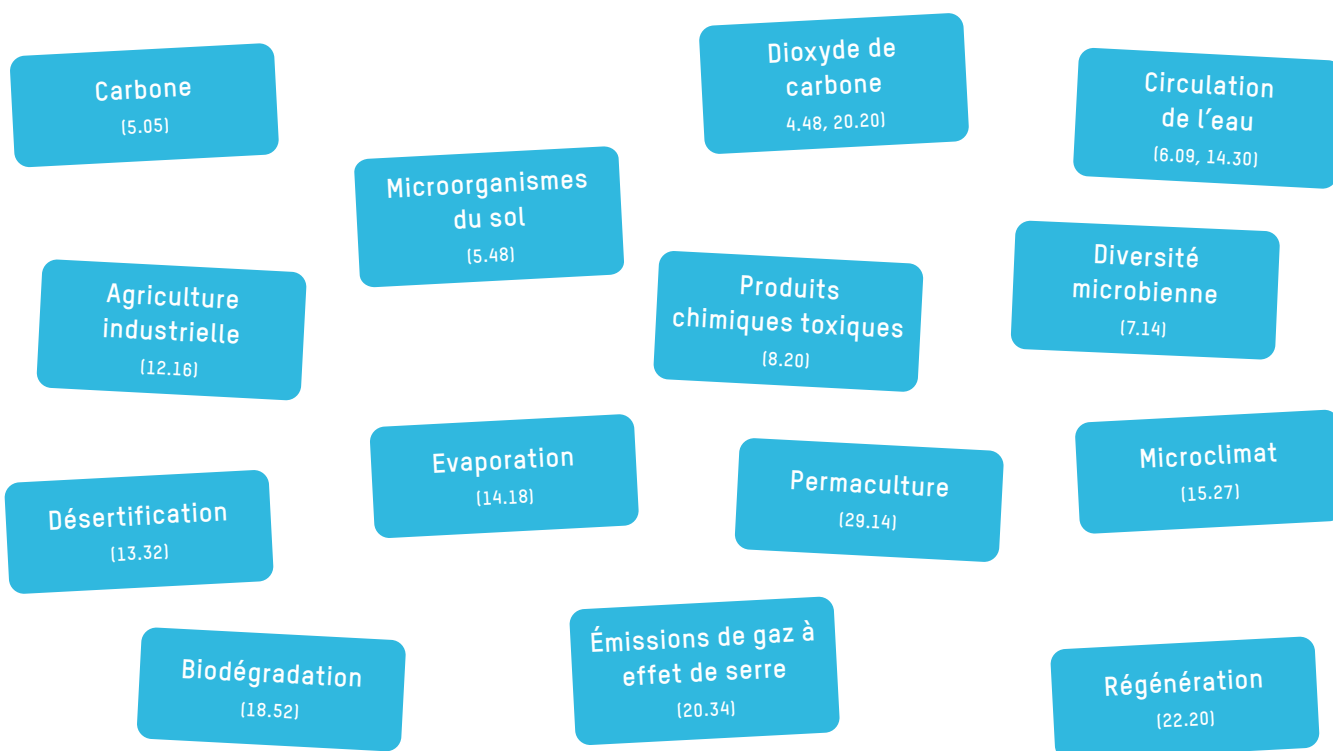 Carbone
(5.05)
Dioxyde de
carbone
4.48, 20.20)
Circulation
de l'eau
(6.09, 14.30)
Microorganismes
du sol
(5.48)
Agriculture
industrielle
(12.16)
Produits
chimiques toxiques
(8.20)
Diversité
microbienne
(7.14)
Evaporation
(14.18)
Permaculture
(29.14)
Microclimat
(15.27)
Désertification
(13.32)
Biodégradation
(18.52)
Émissions de gaz à
effet de serre
(20.34)
Régénération
(22.20)